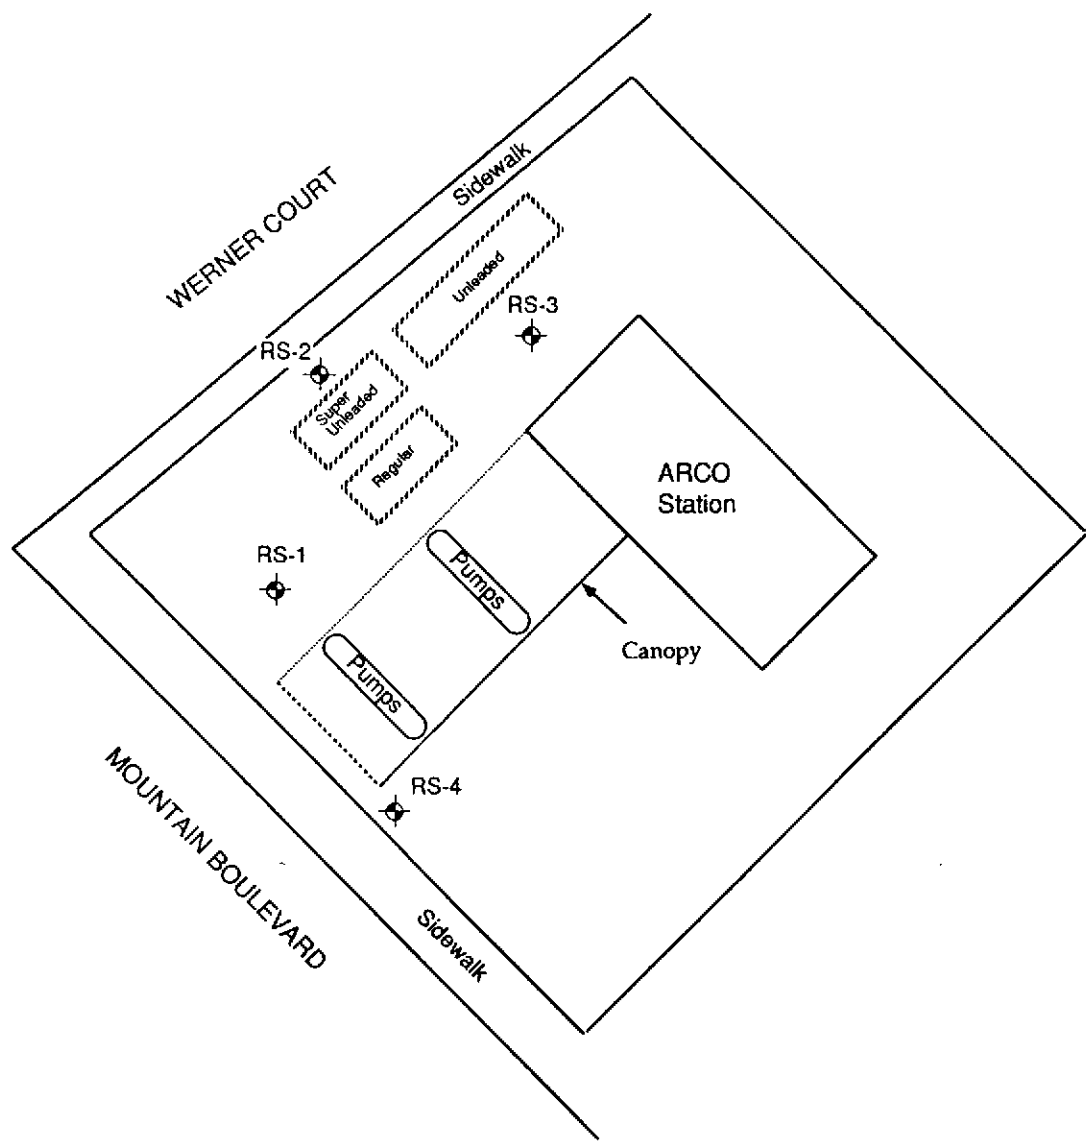 WERNER COURT
Sidewalk
Unleaded
RS-3
RS-2
Super
Unleaded
Regular
ARCO
Station
RS-1
Pumps
Pumps
Canopy
RS-4
MOUNTAIN BOULEVARD
Sidewalk